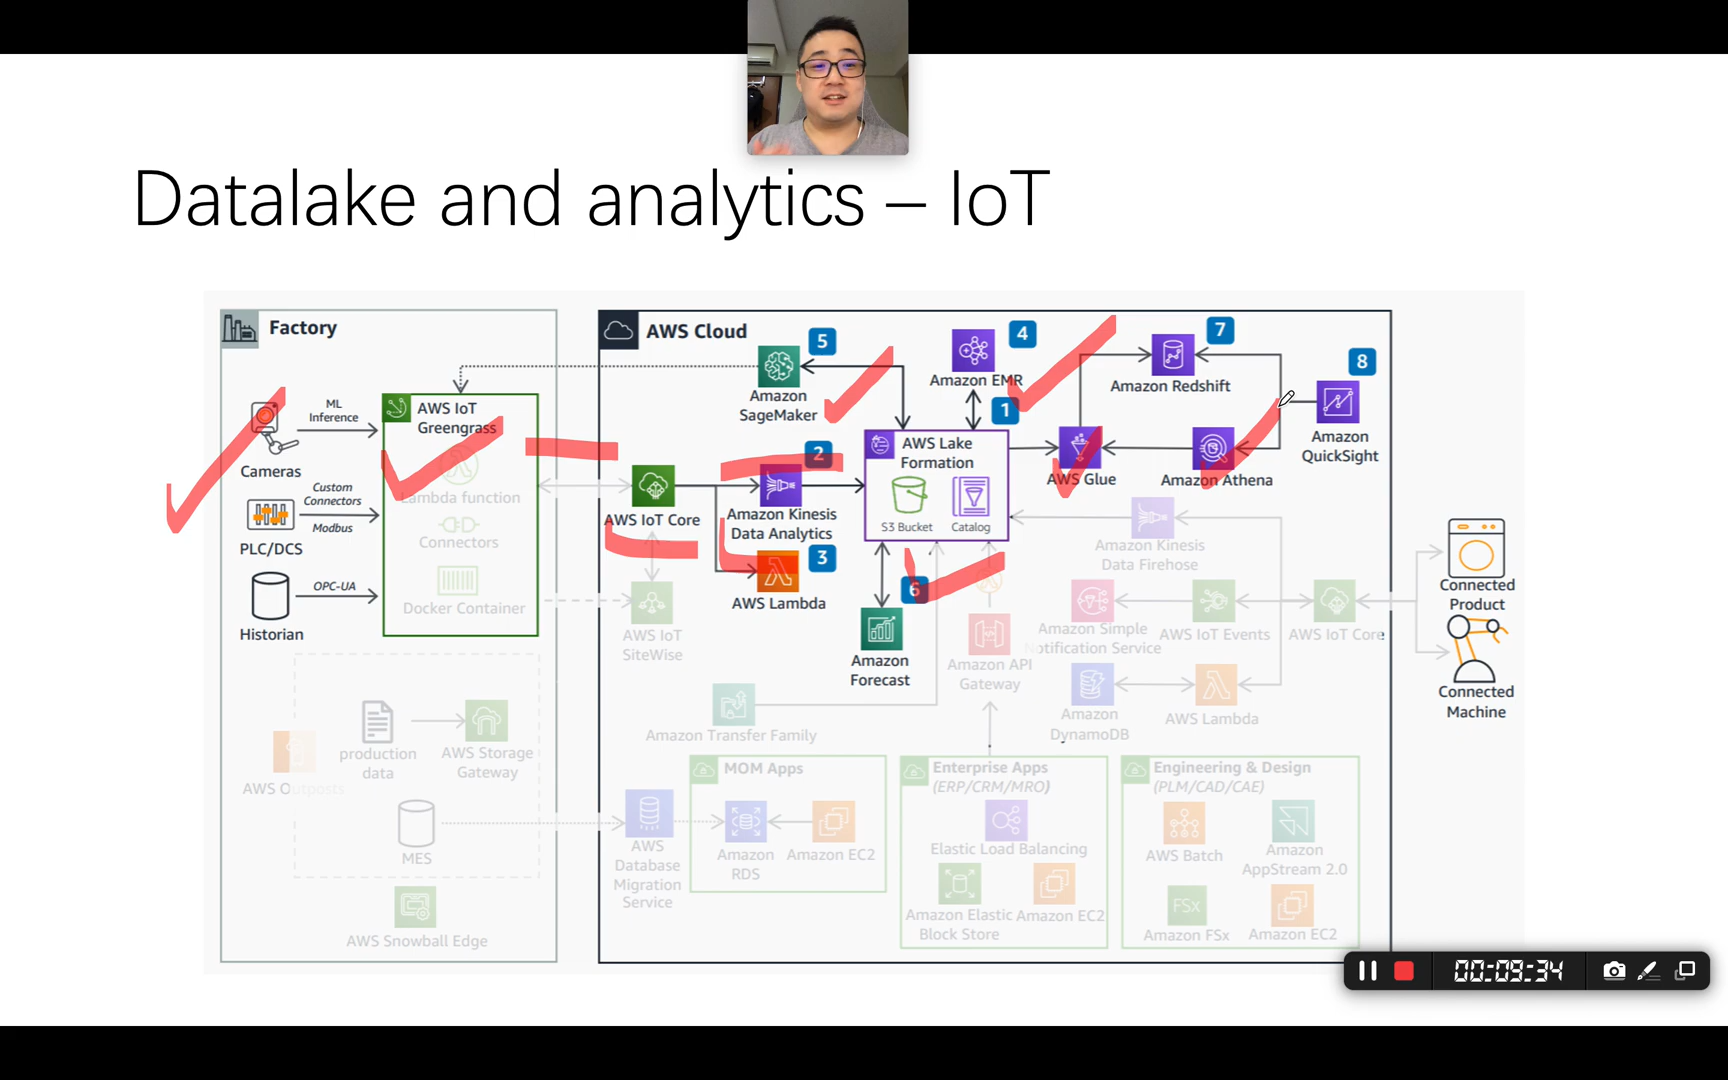 Datalake and analytics – IoT
Factory
ML
Inference
Cameras
Custom
Connectors
Modbus
PLC/DCS
OPC-UA
Historian
AWS IoT
Greengrass
Lambda function
Connectors
Docker Container
production
data
AWS Storage
Gateway
AWS Outposts
MES
AWS Snowball Edge
AWS Cloud
5
Amazon
SageMaker
4
Amazon EMR
1
7
Amazon Redshift
8
Amazon
QuickSight
AWS IoT Core
2
Amazon Kinesis
Data Analytics
3
AWS Lambda
AWS Lake
Formation
S3 Bucket
Catalog
AWS Glue
Amazon Athena
6
Amazon
Forecast
AWS IoT
SiteWise
Amazon Transfer Family
Amazon API
Gateway
Amazon Kinesis
Data Firehose
Amazon Simple
Notification Service
AWS IoT Events
AWS IoT Core
Amazon
DynamoDB
AWS Lambda
Connected
Product
Connected
Machine
AWS
Database
Migration
Service
MOM Apps
Amazon
RDS
Amazon EC2
Enterprise Apps
(ERP/CRM/MRO)
Elastic Load Balancing
Amazon Elastic
Block Store
Amazon EC2
Engineering & Design
(PLM/CAD/CAE)
AWS Batch
Amazon
AppStream 2.0
FSx
Amazon FSx
Amazon EC2
00:09:34